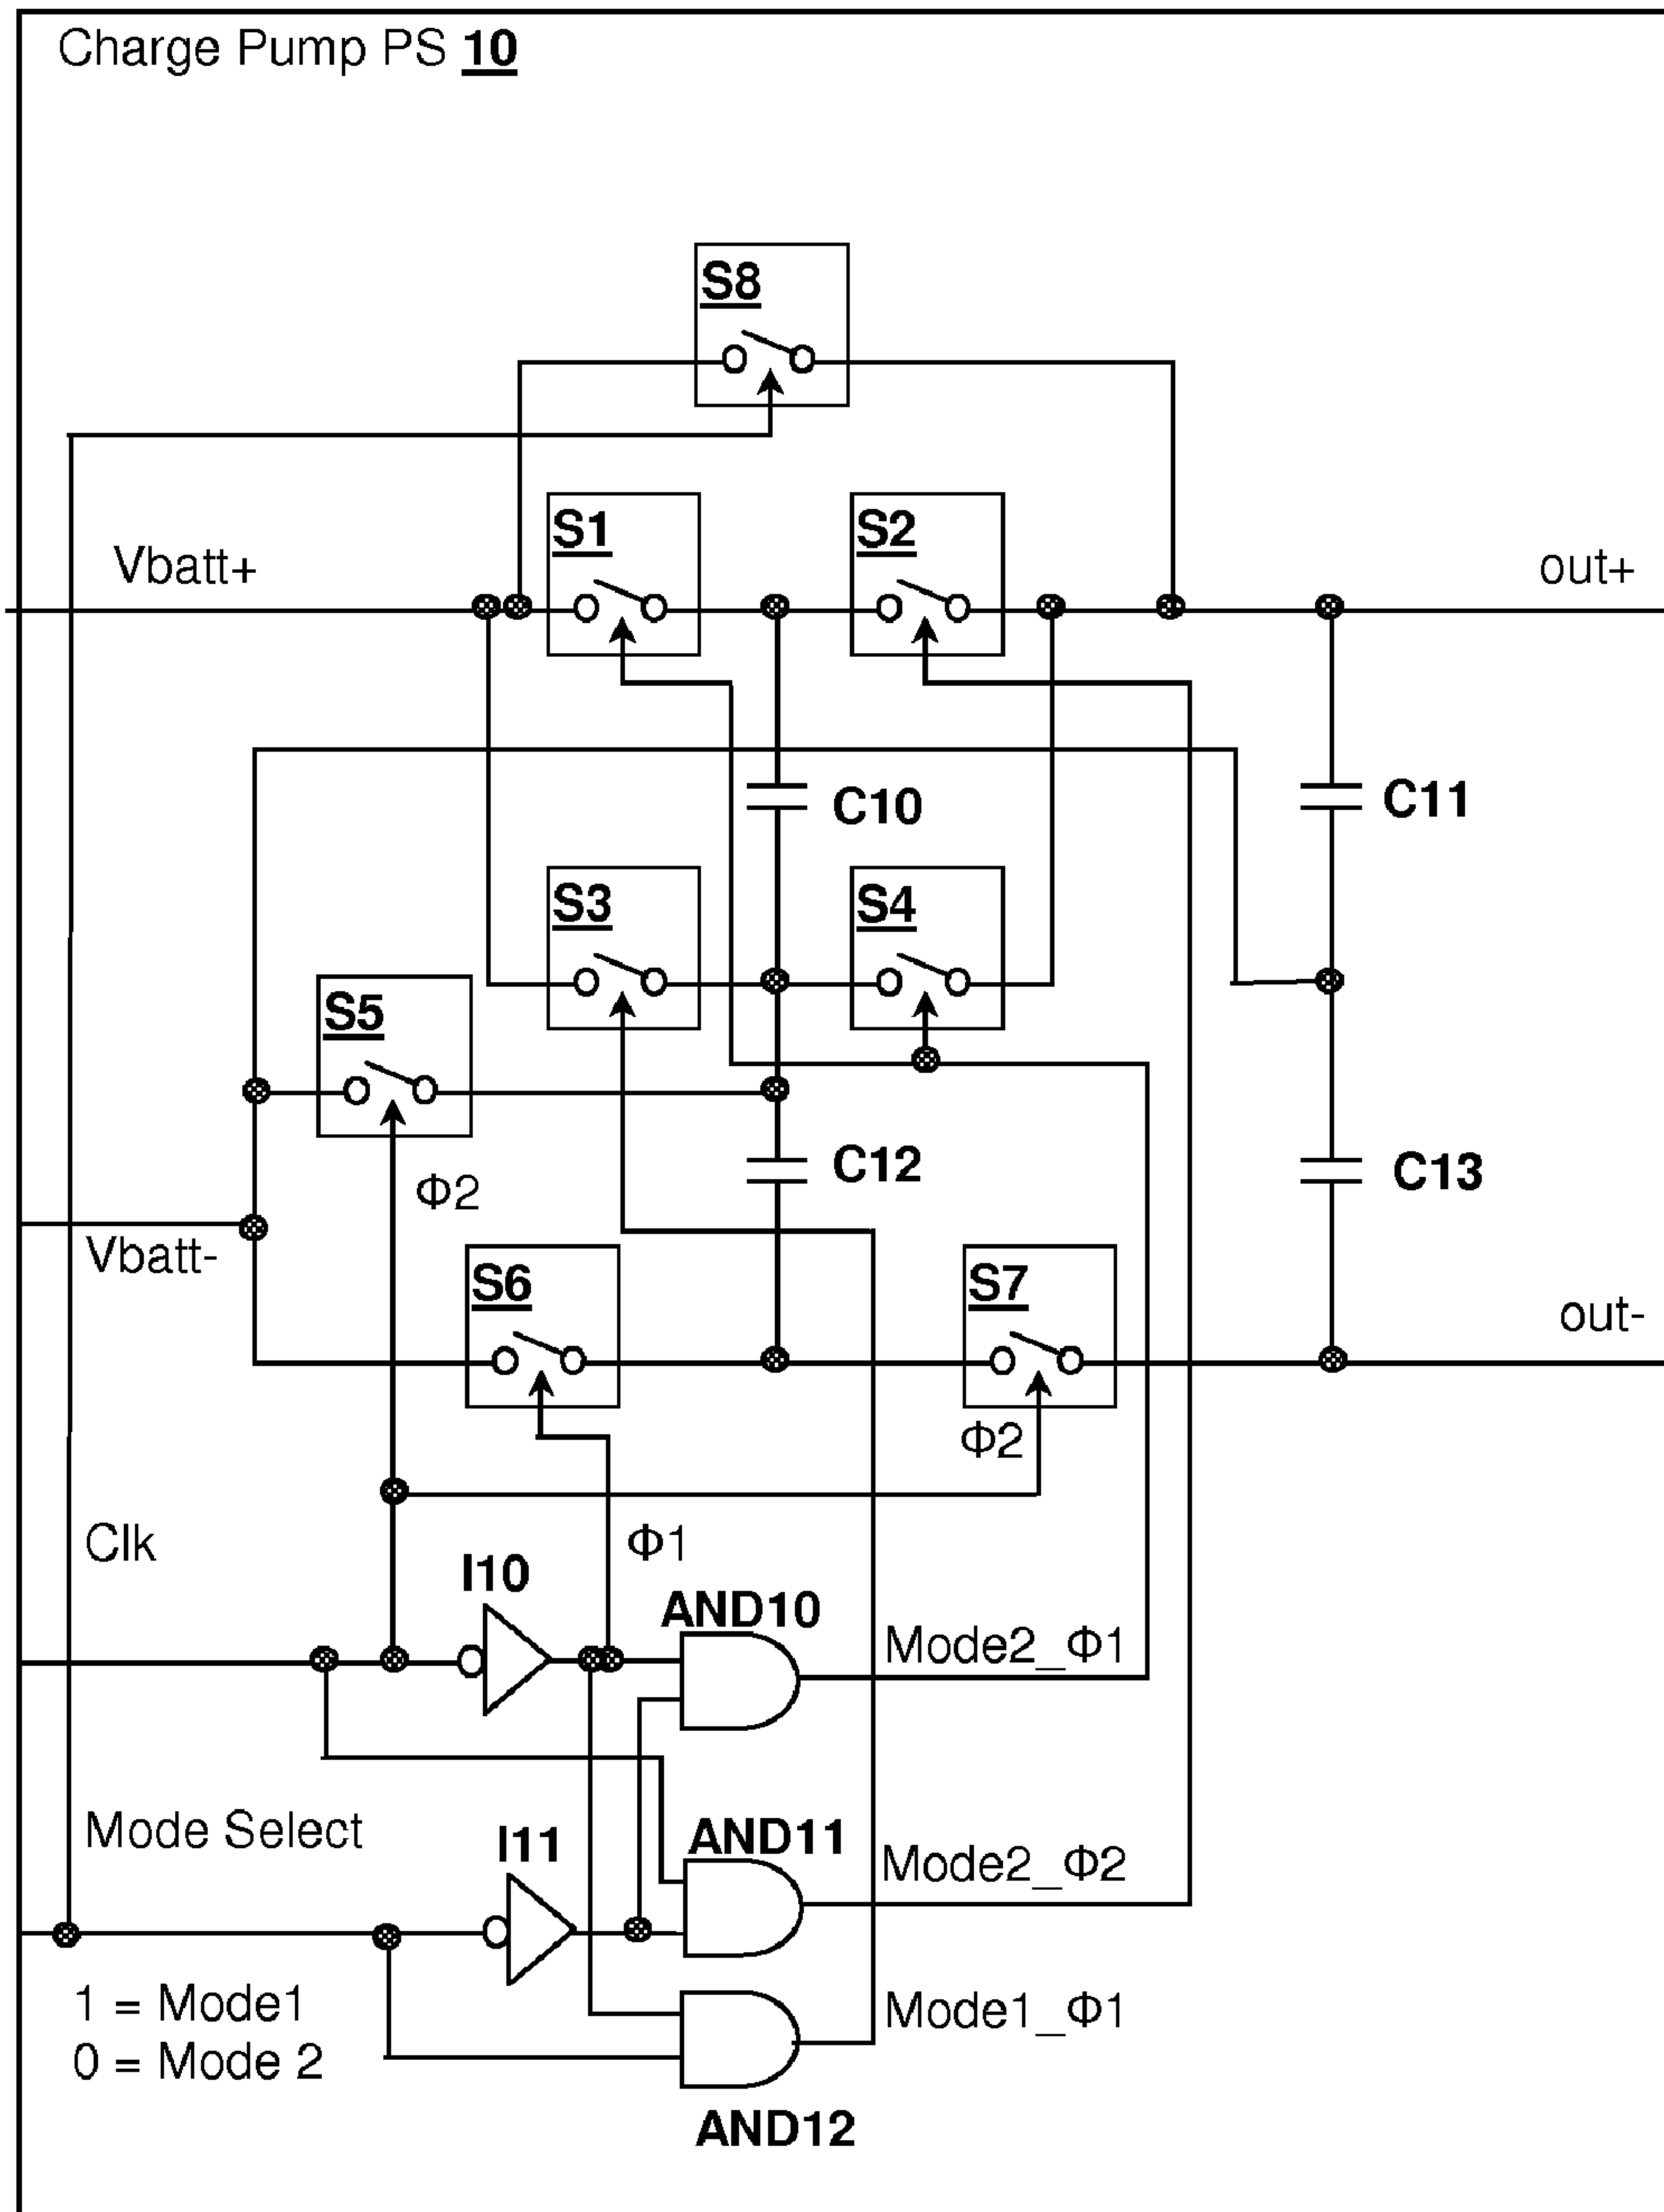 Charge Pump PS 10
S8
S1
S2
Vbatt+
out+
C10
C11
S3
S4
S5
C12
C13
Φ2
Vbatt-
S6
S7
out-
Φ2
Clk
Φ1
I10
AND10
Mode2_Φ1
Mode Select
I11
AND11
Mode2_Φ2
1 = Mode1
Mode1_Φ1
0 = Mode 2
AND12